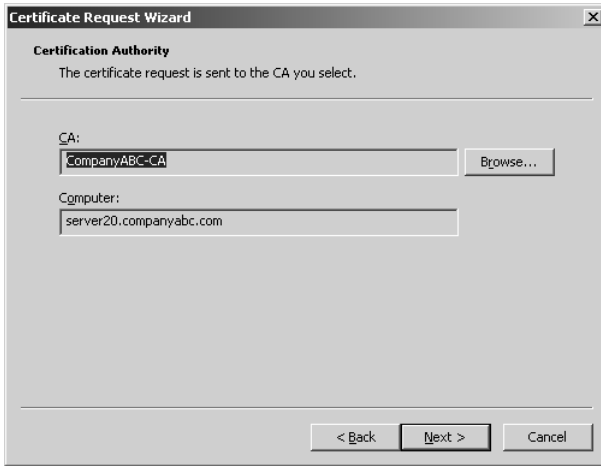 Certificate Request Wizard
Certification Authority
The certificate request is sent to the CA you select.
CA:
CompanyABC-CA
Browse...
Computer:
server20.companyabc.com
< Back
Next >
Cancel